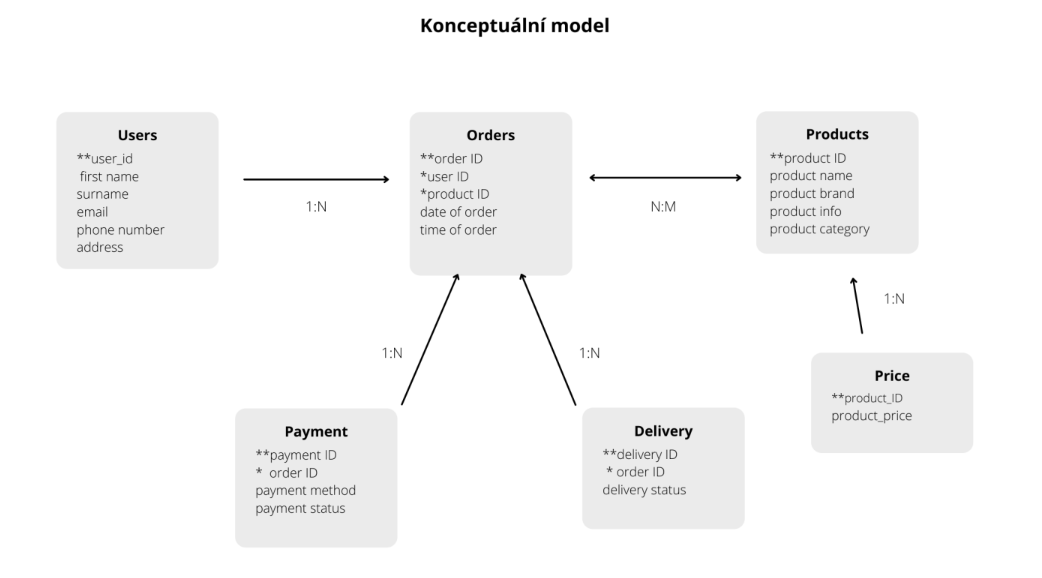 Konceptuální model
Users
**user_id
first name
surname
email
phone number
address
1:N
Orders
**order ID
*user ID
*product ID
date of order
time of order
N:M
Products
**product ID
product name
product brand
product info
product category
1:N
1:N
1:N
Payment
**payment ID
* order ID
payment method
payment status
Delivery
**delivery ID
* order ID
delivery status
Price
**product_ID
product_price